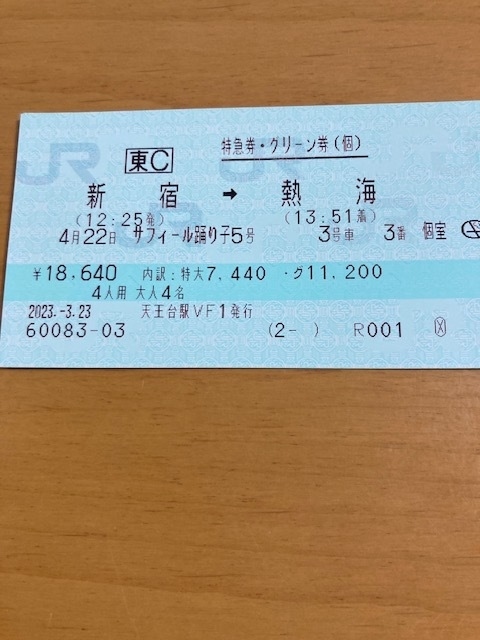 特急券・グリーン券(個)
東C
新宿 → 熱海
(12:25発) (13:51着)
4月22日 サフィール踊り子5号 3号車 3番 個室
¥18,640 内訳:特大7,440 ・グ11,200
4人用 大人4名
2023.-3.23 天王台駅VF1発行
60083-03 (2- ) R001